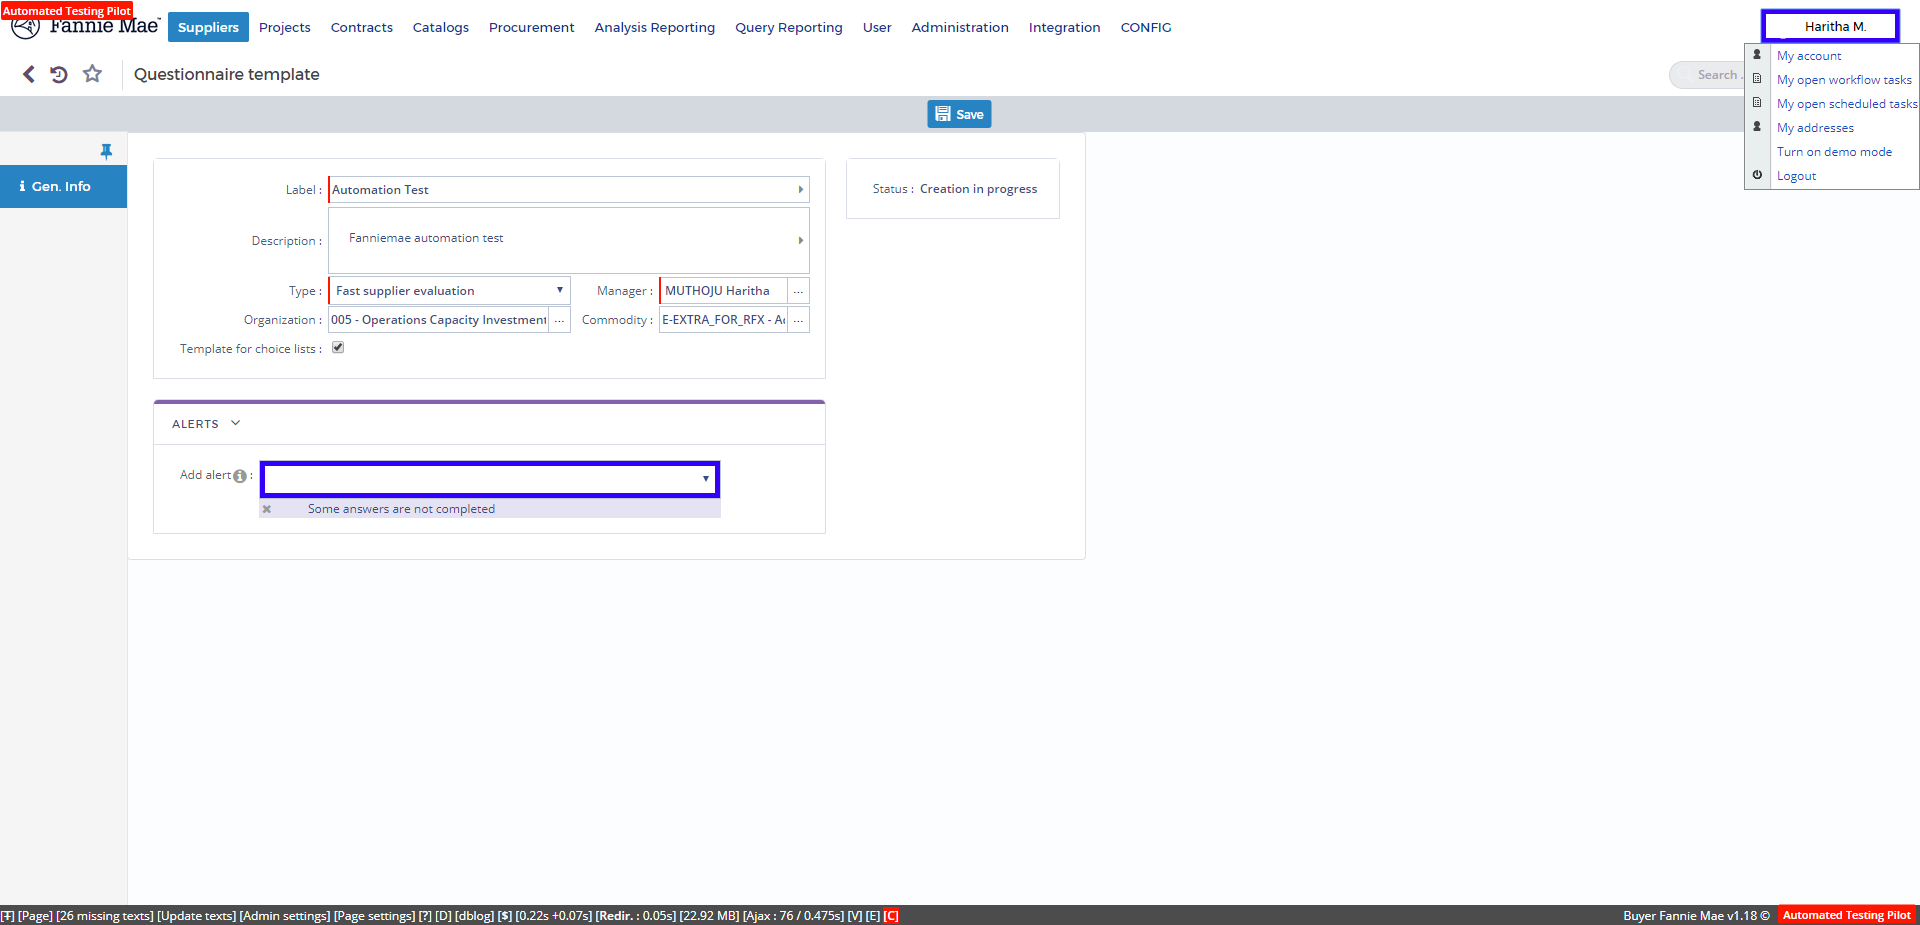 Automated Testing Pilot
Fannie Mae
Suppliers Projects Contracts Catalogs Procurement Analysis Reporting Query Reporting User Administration Integration CONFIG
Haritha M.
Questionnaire template
Search .
My account
My open workflow tasks
My open scheduled tasks
My addresses
Turn on demo mode
Logout
Save
Gen. Info
Label : Automation Test
Status : Creation in progress
Description : Fanniemae automation test
Type : Fast supplier evaluation Manager : MUTHOJU Haritha ...
Organization : 005 - Operations Capacity Investment ... Commodity : E-EXTRA_FOR_RFX - A ...
Template for choice lists :
ALERTS
Add alert :
Some answers are not completed
[T] [Page] [26 missing texts] [Update texts] [Admin settings] [Page settings] [?] [D] [dblog] [$] [0.22s +0.07s] [Redir. : 0.05s] [22.92 MB] [Ajax : 76 / 0.475s] [V] [E] [C]
Buyer Fannie Mae v1.18 © Automated Testing Pilot